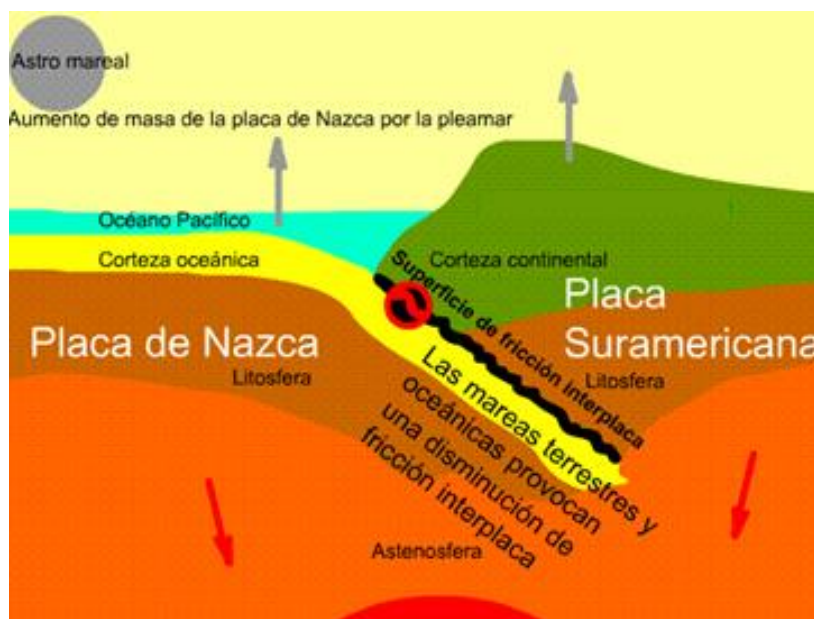 Astro mareal
Aumento de masa de la placa de Nazca por la pleamar
Océano Pacífico
Corteza oceánica
Corteza continental
Superficie de fricción interplaca
Placa
Suramericana
Placa de Nazca
Litosfera
Litosfera
Las mareas terrestres y
oceánicas provocan
una disminución de
fricción interplaca
Astenosfera